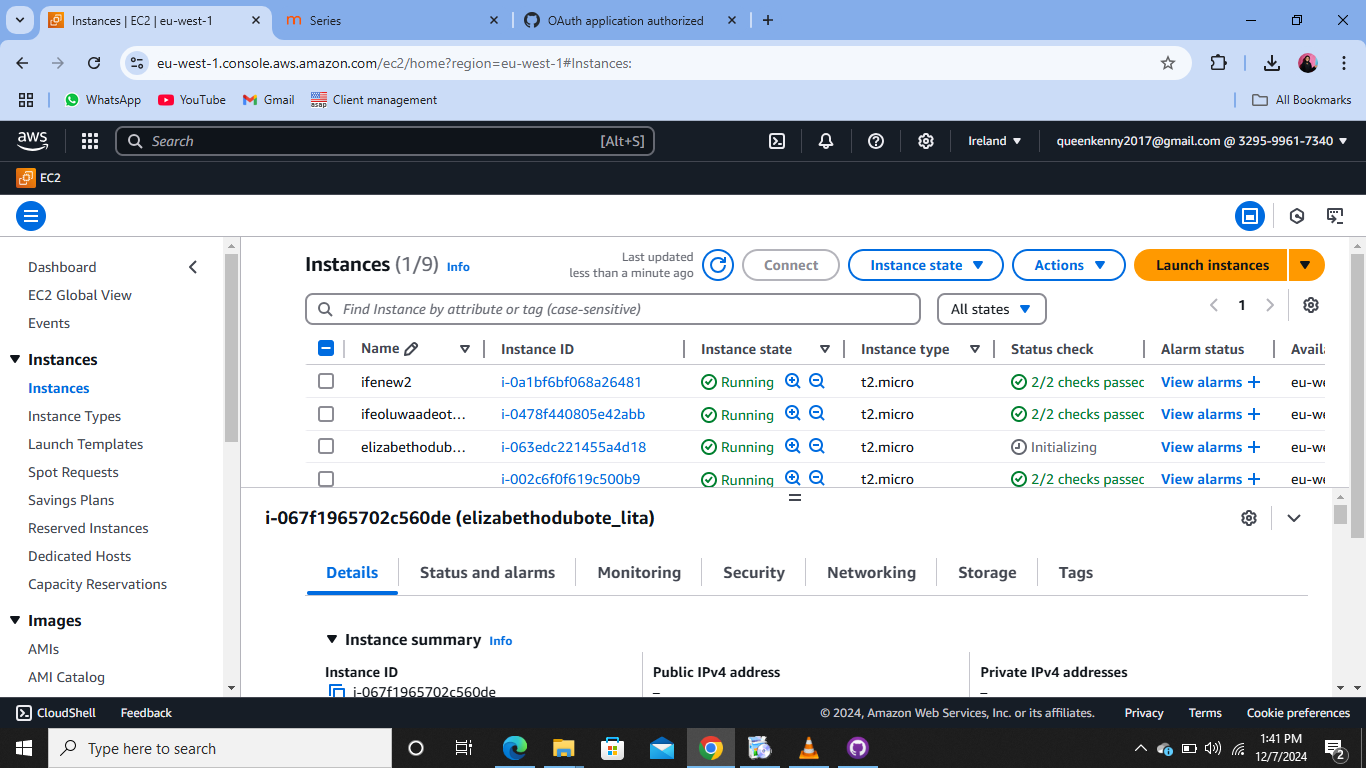 Instances | EC2 | eu-west-1
Series
OAuth application authorized
eu-west-1.console.aws.amazon.com/ec2/home?region=eu-west-1#Instances:
WhatsApp YouTube Gmail Client management All Bookmarks
aws Search [Alt+S] Ireland queenkenny2017@gmail.com @ 3295-9961-7340
EC2
Dashboard
EC2 Global View
Events
Instances
Instances
Instance Types
Launch Templates
Spot Requests
Savings Plans
Reserved Instances
Dedicated Hosts
Capacity Reservations
Images
AMIs
AMI Catalog
Instances (1/9) Info
Last updated
less than a minute ago
Connect Instance state Actions Launch instances
Find Instance by attribute or tag (case-sensitive) All states 1
Name Instance ID Instance state Instance type Status check Alarm status Avail
ifenew2 i-0a1bf6bf068a26481 Running t2.micro 2/2 checks passec View alarms + eu-we
ifeoluwaadeot... i-0478f440805e42abb Running t2.micro 2/2 checks passec View alarms + eu-we
elizabethodub... i-063edc221455a4d18 Running t2.micro Initializing View alarms + eu-we
i-002c6f0f619c500b9 Running t2.micro 2/2 checks passec View alarms + eu-we
i-067f1965702c560de (elizabethodubote_lita)
Details Status and alarms Monitoring Security Networking Storage Tags
Instance summary Info
Instance ID Public IPv4 address Private IPv4 addresses
i-067f1965702c560de – –
CloudShell Feedback © 2024, Amazon Web Services, Inc. or its affiliates. Privacy Terms Cookie preferences
Type here to search
1:41 PM
12/7/2024
2